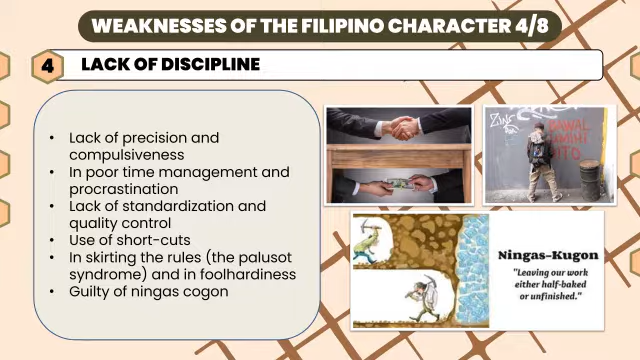 WEAKNESSES OF THE FILIPINO CHARACTER 4/8
4 LACK OF DISCIPLINE
• Lack of precision and
compulsiveness
• In poor time management and
procrastination
• Lack of standardization and
quality control
• Use of short-cuts
• In skirting the rules (the palusot
syndrome) and in foolhardiness
• Guilty of ningas cogon
BAWAL
Ningas-Kugon
"Leaving our work
either half-baked
or unfinished."